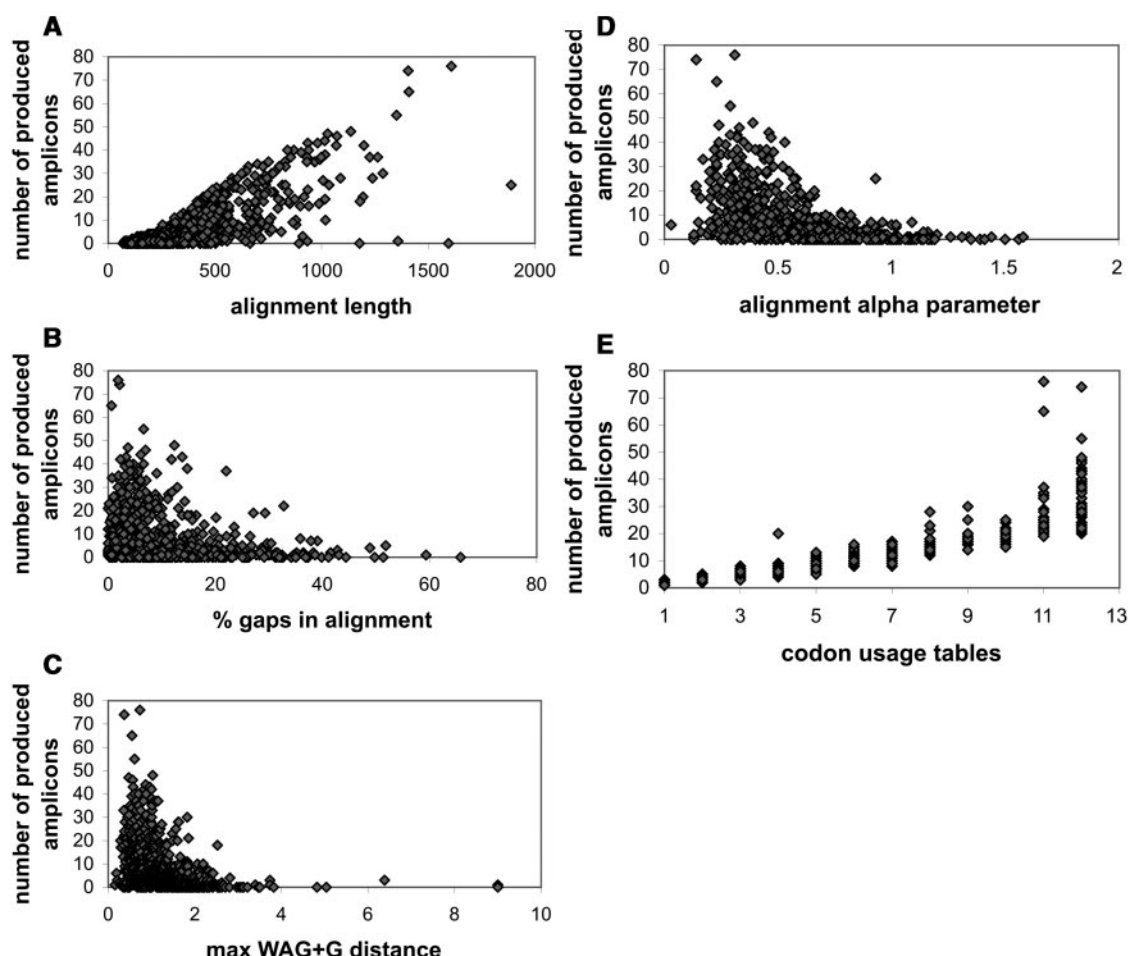 A
number of produced
amplicons
80
70
60
50
40
30
20
10
0
0 500 1000 1500 2000
alignment length
B
number of produced
amplicons
80
70
60
50
40
30
20
10
0
0 20 40 60 80
% gaps in alignment
C
number of produced
amplicons
80
70
60
50
40
30
20
10
0
0 2 4 6 8 10
max WAG+G distance
D
number of produced
amplicons
80
70
60
50
40
30
20
10
0
0 0.5 1 1.5 2
alignment alpha parameter
E
number of produced
amplicons
80
70
60
50
40
30
20
10
0
1 3 5 7 9 11 13
codon usage tables